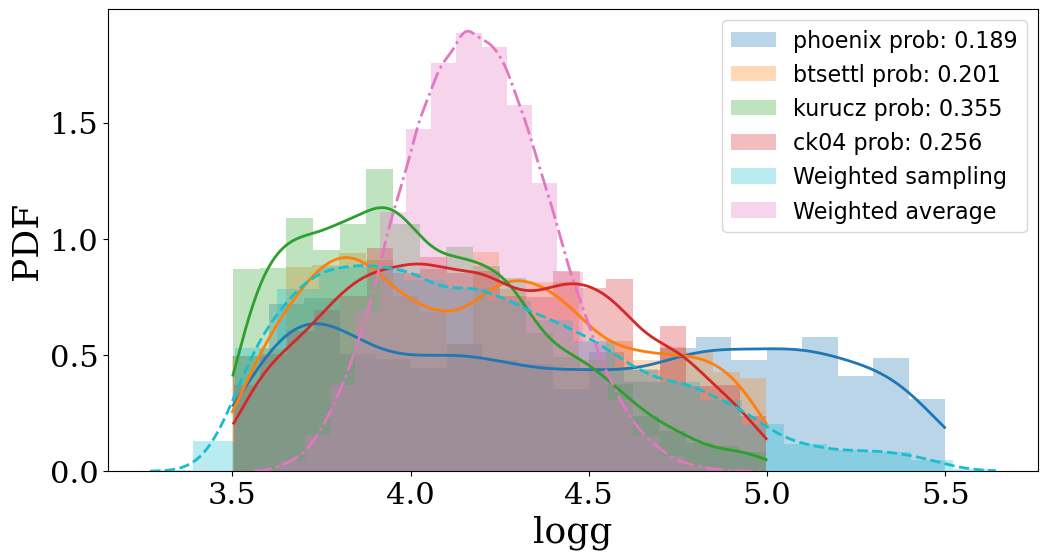 PDF
1.5
1.0
0.5
0.0
3.5
4.0
4.5
5.0
5.5
logg
phoenix prob: 0.189
btsettl prob: 0.201
kurucz prob: 0.355
ck04 prob: 0.256
Weighted sampling
Weighted average